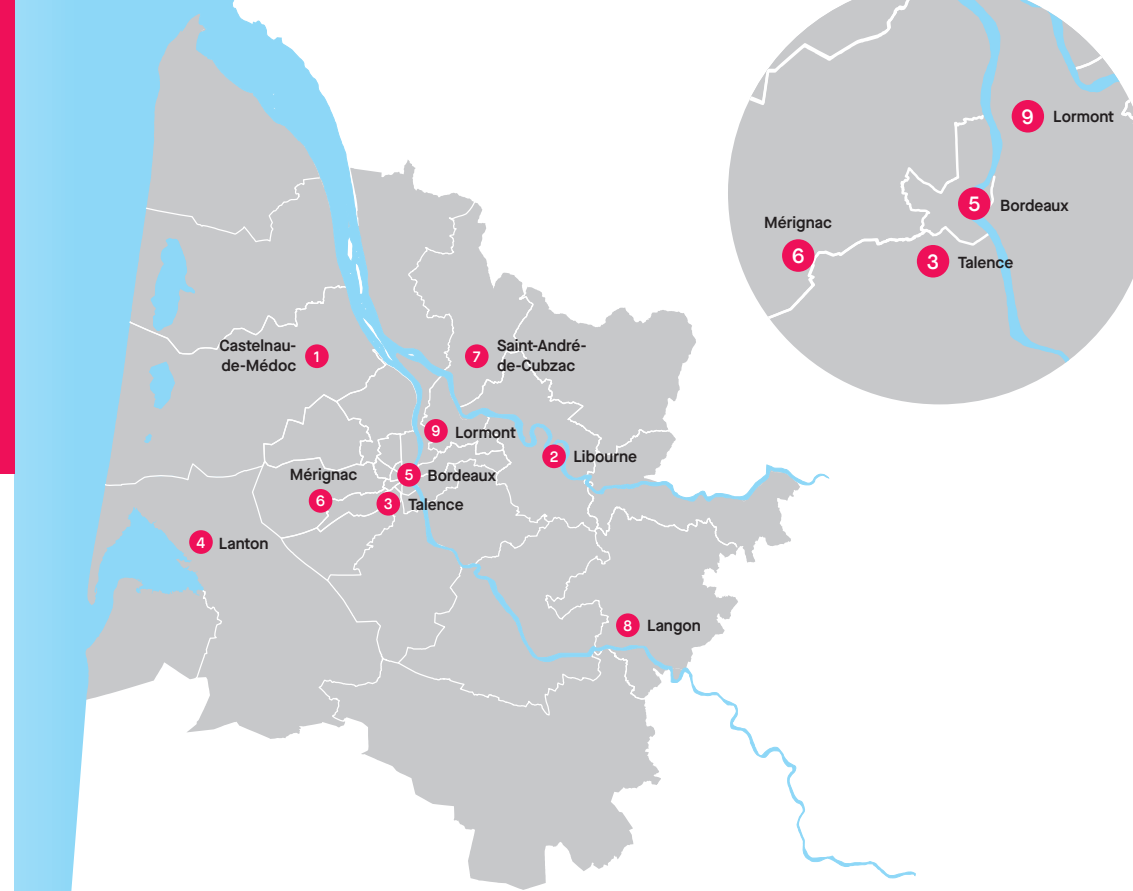 9 Lormont
5 Bordeaux
Mérignac
6
3 Talence
Castelnau-
de-Médoc
1
7
Saint-André-
de-Cubzac
9 Lormont
2 Libourne
Mérignac
6
5 Bordeaux
3 Talence
4 Lanton
8 Langon